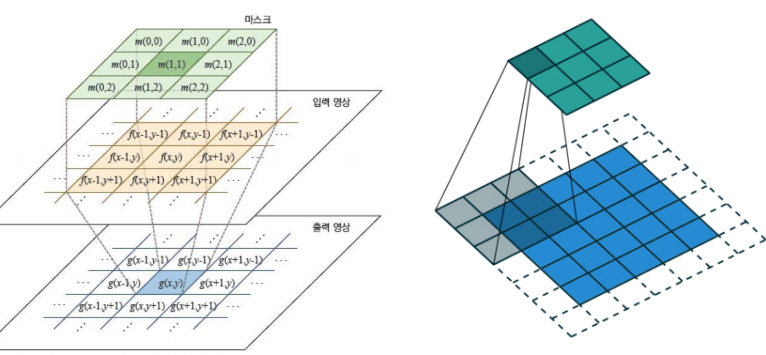 마스크
m(0,0) m(1,0) m(2,0)
m(0,1) m(1,1) m(2,1)
m(0,2) m(1,2) m(2,2)
입력 영상
f(x-1,y-1) f(x,y-1) f(x+1,y-1)
f(x-1,y) f(x,y) f(x+1,y)
f(x-1,y+1) f(x,y+1) f(x+1,y+1)
출력 영상
g(x-1,y-1) g(x,y-1) g(x+1,y-1)
g(x-1,y) g(x,y) g(x+1,y)
g(x-1,y+1) g(x,y+1) g(x+1,y+1)